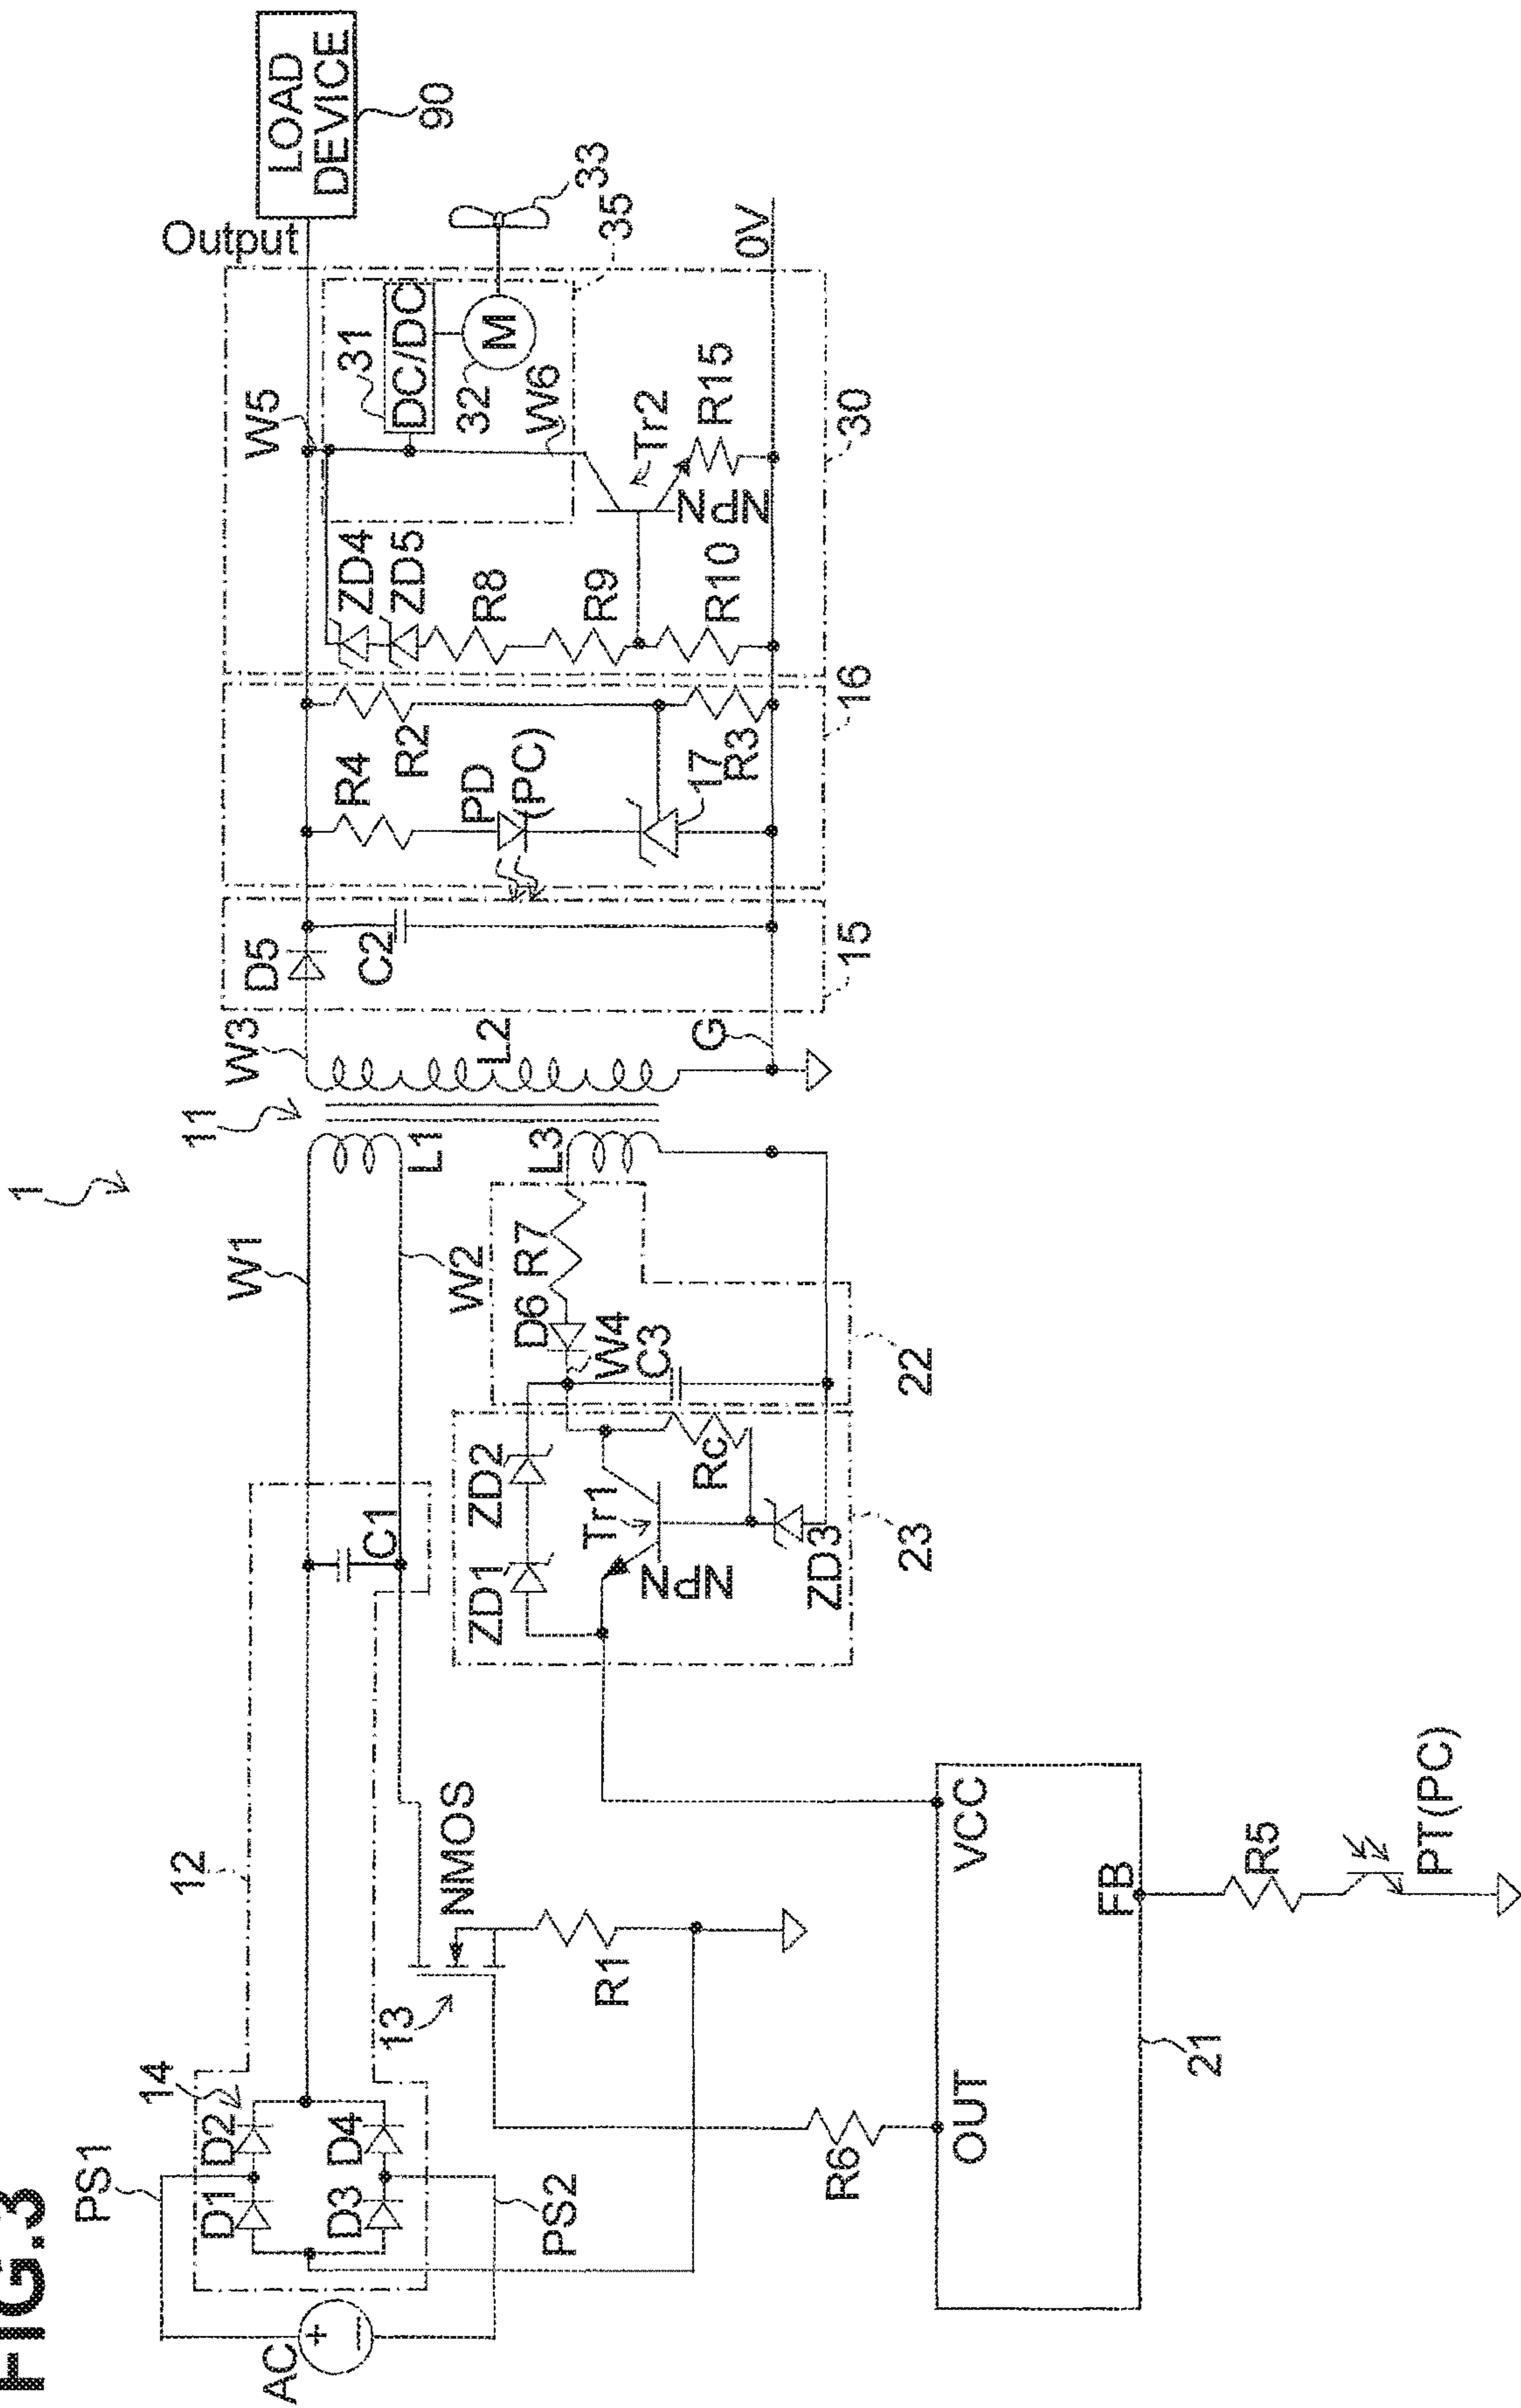 FIG.3
1
11
PS1
14
12
W1
W3
D5
W5
Output
LOAD
DEVICE
90
AC
+
−
D1
D2
D3
D4
PS2
13
NMOS
R1
C1
W2
L1
L2
L3
G
C2
15
R4
R2
PD
(PC)
17
R3
16
ZD4
ZD5
R8
R9
R10
31
DC/DC
32
M
W6
33
35
Tr2
NPN
R15
0V
30
ZD1
ZD2
Tr1
NPN
Rc
ZD3
23
D6
R7
W4
C3
22
R6
OUT
VCC
FB
21
R5
PT(PC)